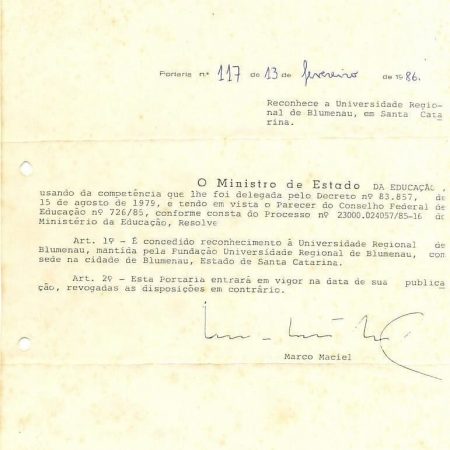 Portaria n.º 117 de 13 de fevereiro de 1986.
Reconhece a Universidade Regio-
nal de Blumenau, em Santa Cata
rina.
O Ministro de Estado DA EDUCAÇÃO,
usando da competência que lhe foi delegada pelo Decreto nº 83.857, de
15 de agosto de 1979, e tendo em vista o Parecer do Conselho Federal de
Educação nº 726/85, conforme consta do Processo nº 23000.024057/85-16 do
Ministério da Educação, Resolve
Art. 1º - É concedido reconhecimento à Universidade Regional de
Blumenau, mantida pela Fundação Universidade Regional de Blumenau, com
sede na cidade de Blumenau, Estado de Santa Catarina.
Art. 2º - Esta Portaria entrará em vigor na data de sua publica
ção, revogadas as disposições em contrário.
Marco Maciel